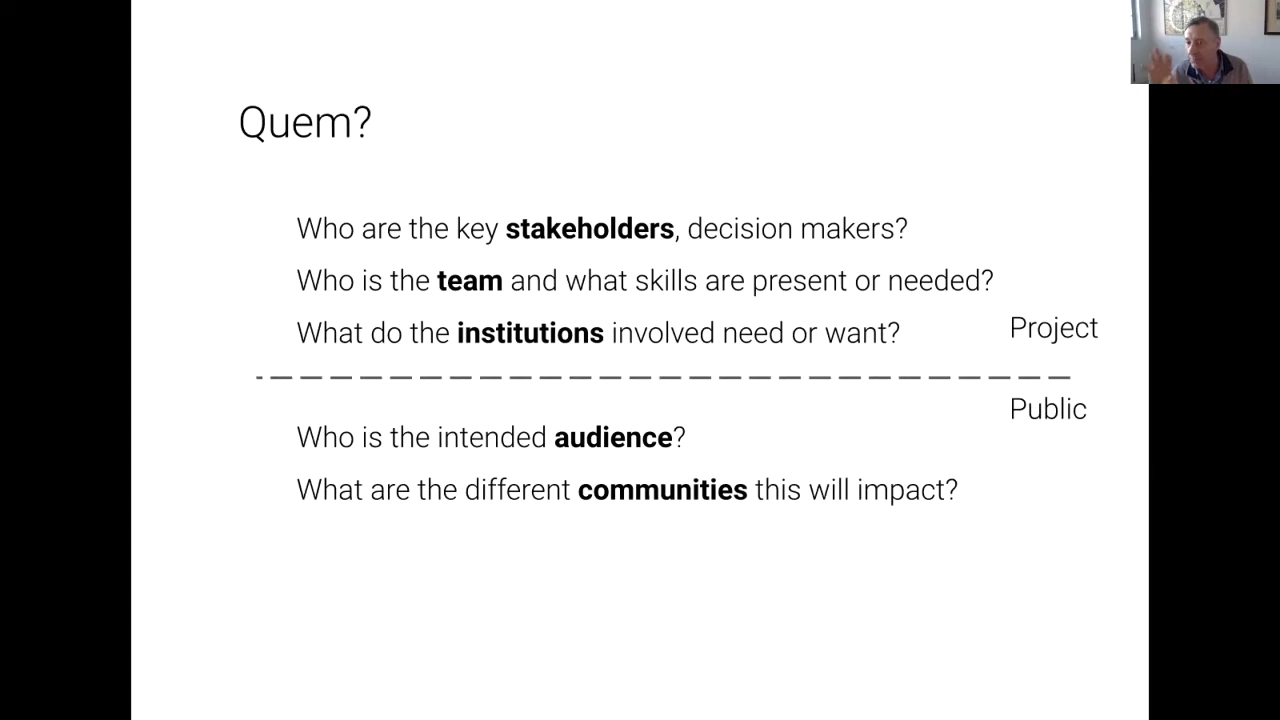 Quem?
Who are the key stakeholders, decision makers?
Who is the team and what skills are present or needed?
What do the institutions involved need or want?
Project
Public
Who is the intended audience?
What are the different communities this will impact?